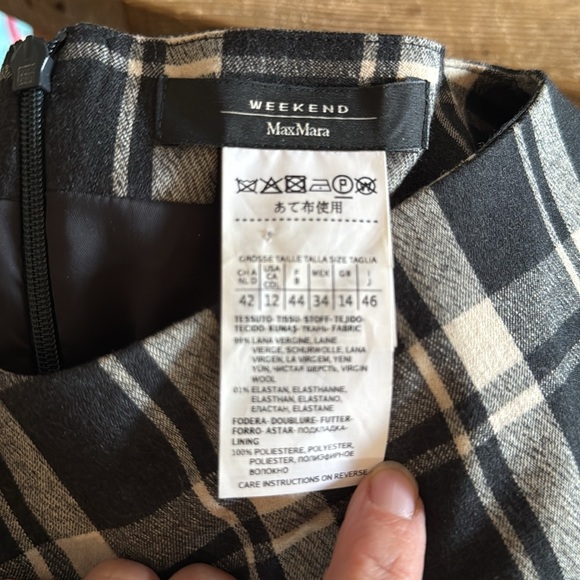 WEEKEND
MaxMara
P W
あて布使用
GROSSE TAILLE TALLA SIZE TAGLIA
CH A NL D USA CA COL F B MEX GB I J
42 12 44 34 14 46
TESSUTO-TISSU-STOFF-TEJIDO-
TECIDO-KUMAŞ-ТКАНЬ-FABRIC
99% LANA VERGINE, LAINE
VIERGE, SCHURWOLLE, LANA
VIRGEN, LA VIRGEM, YENI
YÜN, ЧИСТАЯ ШЕРСТЬ, VIRGIN
WOOL
01% ELASTAN, ELASTHANNE,
ELASTHAN, ELASTANO,
ЕЛАСТАН, ELASTANE
FODERA-DOUBLURE-FUTTER-
FORRO-ASTAR-ПОДКЛАДКА-
LINING
100% POLIESTERE, POLYESTER,
POLIESTER, ПОЛИЭФИРНОЕ
ВОЛОКНО
CARE INSTRUCTIONS ON REVERSE